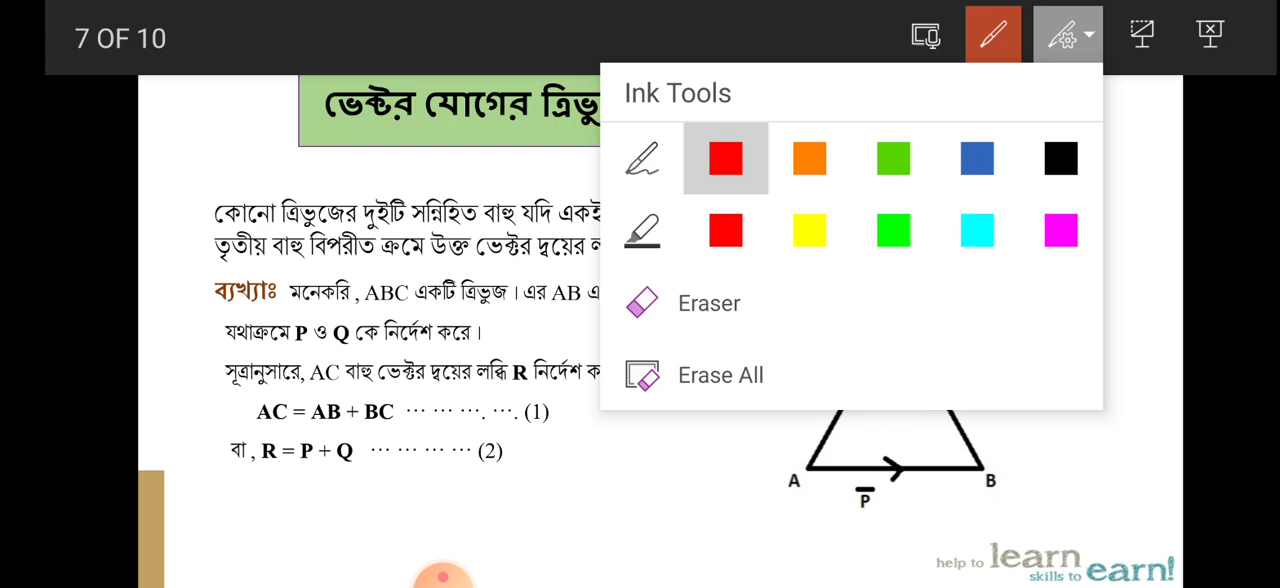 7 OF 10
Ink Tools
ভেক্টর যোগের
কোনো ত্রিভুজের দুইটি সন্নিহিত বাহু যদি
তৃতীয় বাহু বিপরীত ক্রমে উক্ত ভেক্টর দ্বয়ের
ব্যখ্যাঃ মনেকরি , ABC একটি ত্রিভুজ। এর AB
যথাক্রমে P ও Q কে নির্দেশ করে।
সূত্রানুসারে, AC বাহু ভেক্টর দ্বয়ের লব্ধি R নির্দেশ
AC = AB + BC ... ... .... .... (1)
বা , R = P + Q ... ... ... ... (2)
Eraser
Erase All
A
B
P̅
help to learn
skills to earn!